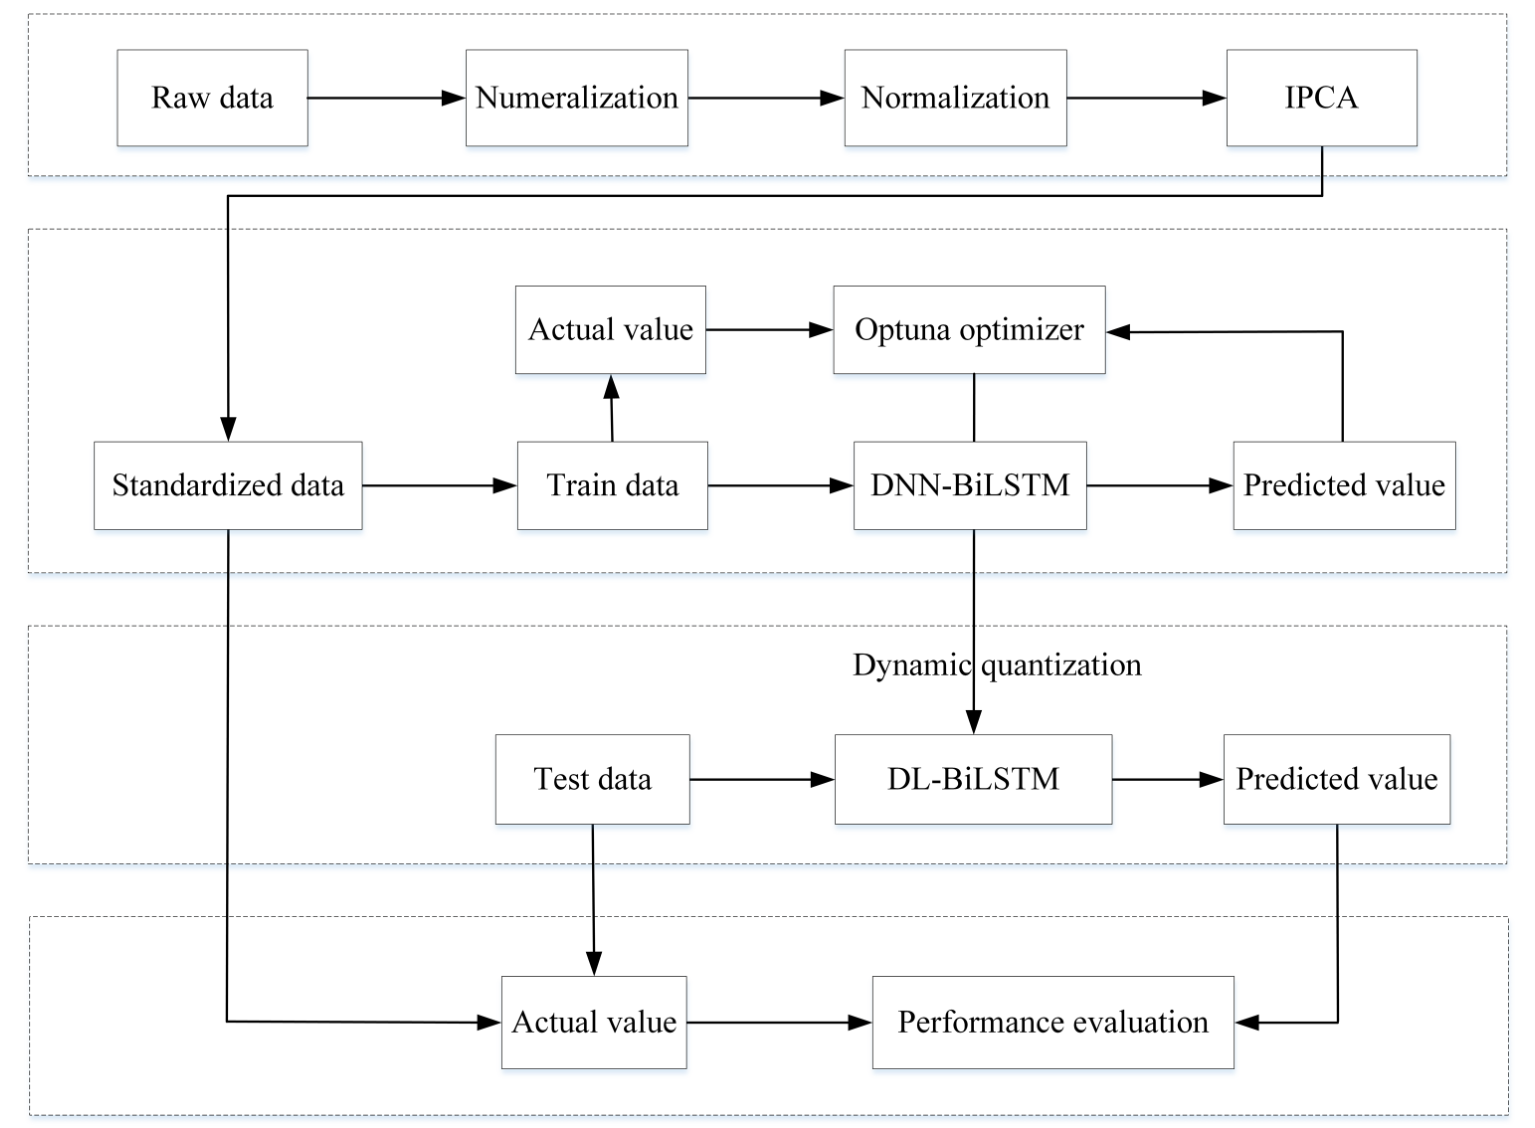 Raw data
Numeralization
Normalization
IPCA
Actual value
Optuna optimizer
Standardized data
Train data
DNN-BiLSTM
Predicted value
Dynamic quantization
Test data
DL-BiLSTM
Predicted value
Actual value
Performance evaluation